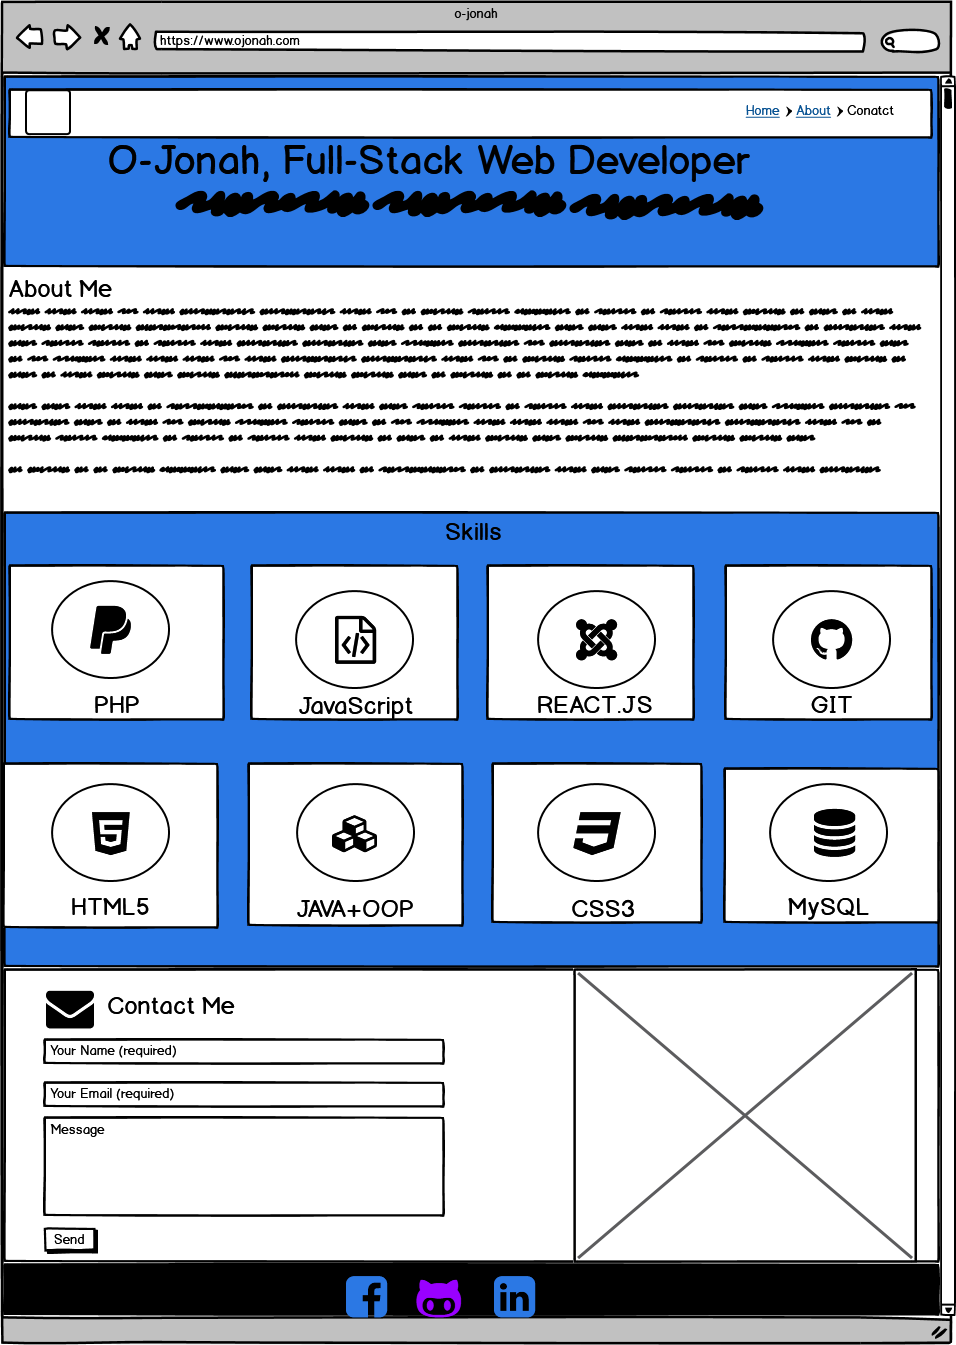 o-jonah
https://www.ojonah.com
Home About Conatct
O-Jonah, Full-Stack Web Developer
About Me
Skills
PHP JavaScript REACT.JS GIT
HTML5 JAVA+OOP CSS3 MySQL
Contact Me
Your Name (required)
Your Email (required)
Message
Send